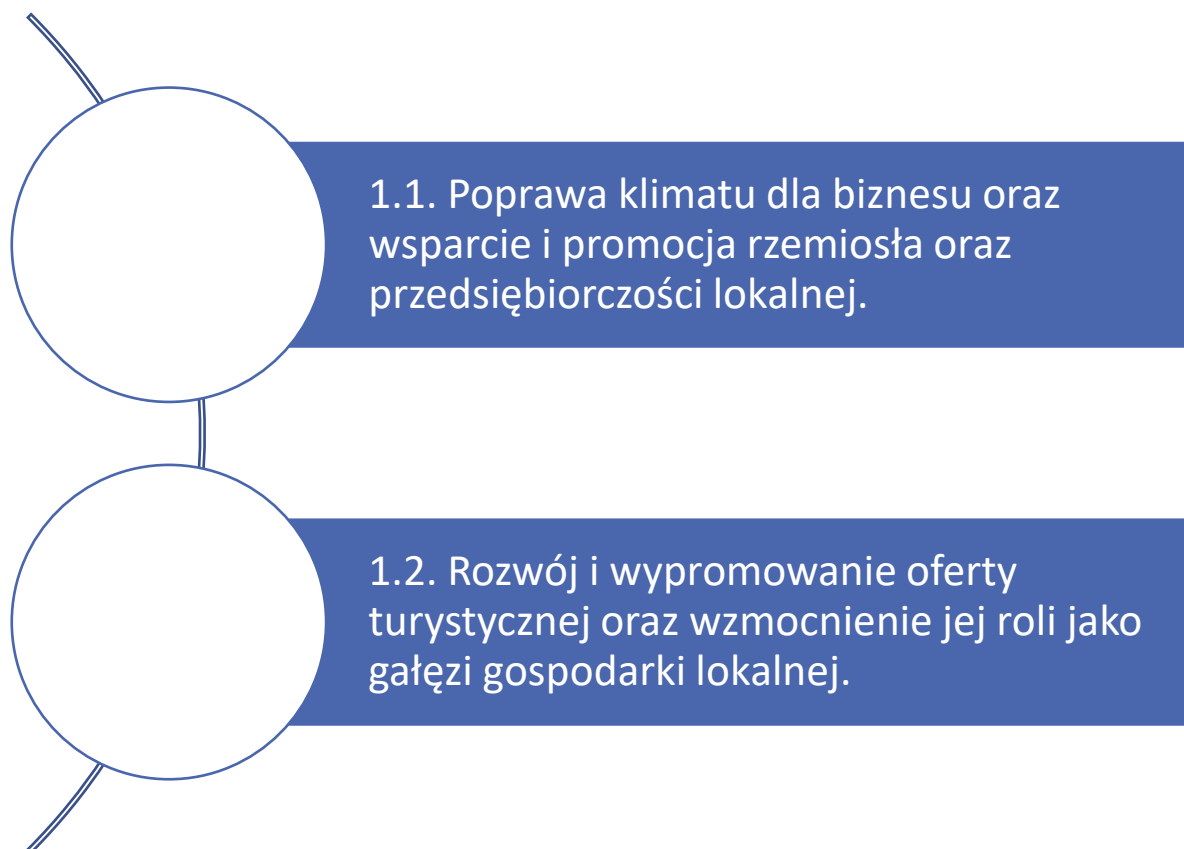 1.1. Poprawa klimatu dla biznesu oraz
wsparcie i promocja rzemiosła oraz
przedsiębiorczości lokalnej.
1.2. Rozwój i wypromowanie oferty
turystycznej oraz wzmocnienie jej roli jako
gałęzi gospodarki lokalnej.